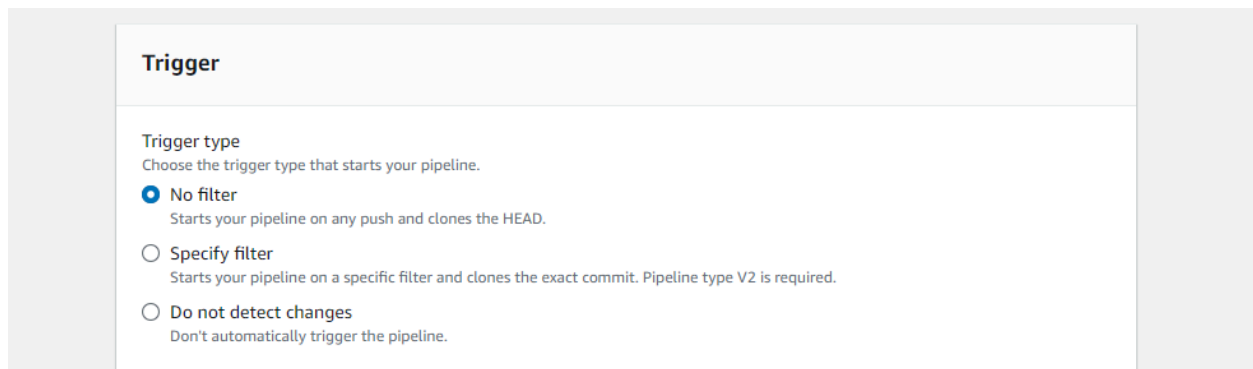 Trigger
Trigger type
Choose the trigger type that starts your pipeline.
No filter
Starts your pipeline on any push and clones the HEAD.
Specify filter
Starts your pipeline on a specific filter and clones the exact commit. Pipeline type V2 is required.
Do not detect changes
Don't automatically trigger the pipeline.